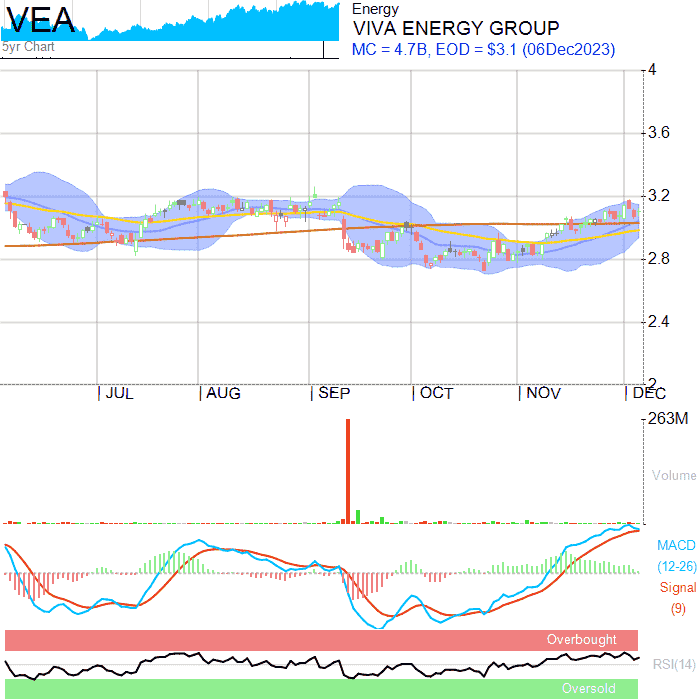 VEA
5yr Chart
Energy
VIVA ENERGY GROUP
MC = 4.7B, EOD = $3.1 (06Dec2023)
4
3.6
3.2
2.8
2.4
2
JUL
AUG
SEP
OCT
NOV
DEC
263M
Volume
MACD
(12-26)
Signal
(9)
Overbought
RSI(14)
Oversold